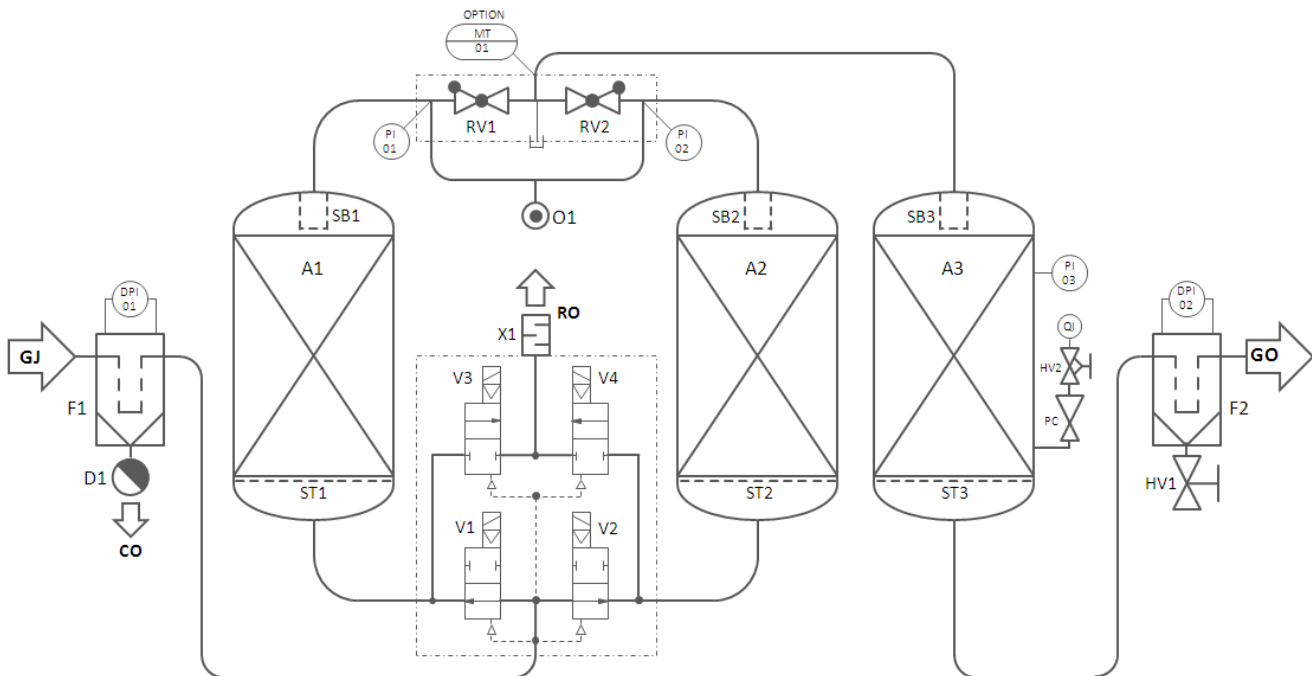 OPTION
MT
01
RV1
RV2
PI
01
PI
02
SB1
O1
SB2
SB3
A1
A2
A3
PI
03
DPI
01
DPI
02
RO
X1
QI
GJ
GO
HV2
V3
V4
F1
PC
F2
D1
ST1
ST2
ST3
HV1
V1
V2
CO